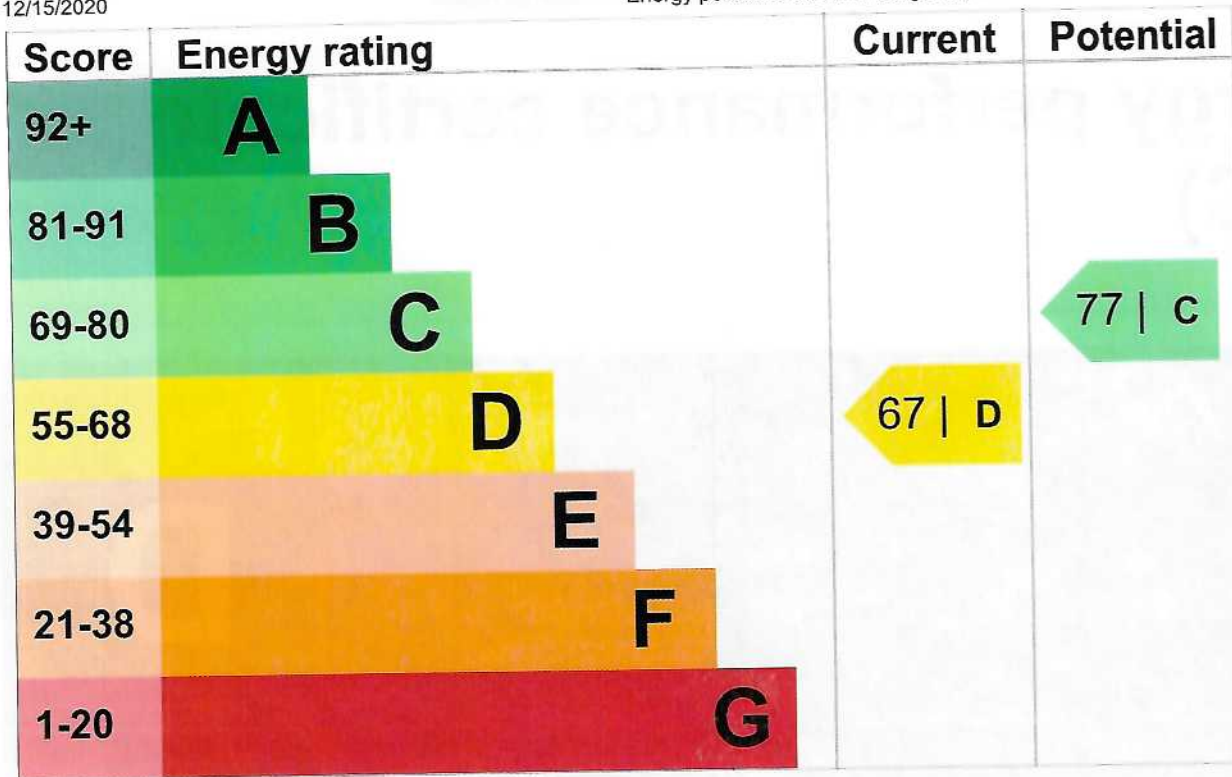 12/15/2020
Score Energy rating Current Potential
92+ A
81-91 B
69-80 C 77 | C
55-68 D 67 | D
39-54 E
21-38 F
1-20 G